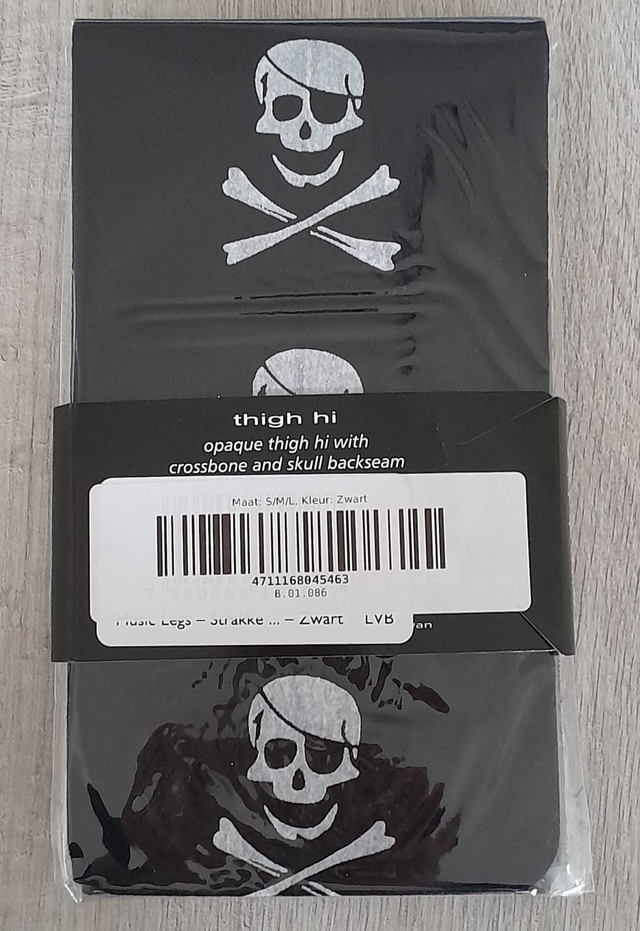 thigh hi
opaque thigh hi with
crossbone and skull backseam
Maat: S/M/L, Kleur: Zwart
4711168045463
B.01.086
Music Legs – Strakke ... – Zwart LVB